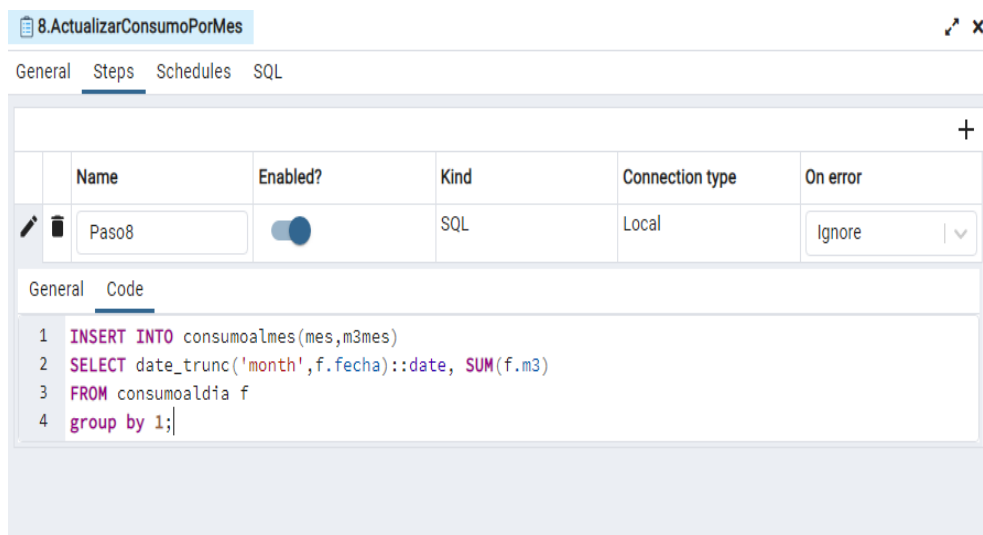 8.ActualizarConsumoPorMes
General Steps Schedules SQL
Name Enabled? Kind Connection type On error
Paso8 SQL Local Ignore
General Code
1 INSERT INTO consumoalmes(mes,m3mes)
2 SELECT date_trunc('month',f.fecha)::date, SUM(f.m3)
3 FROM consumoaldia f
4 group by 1;